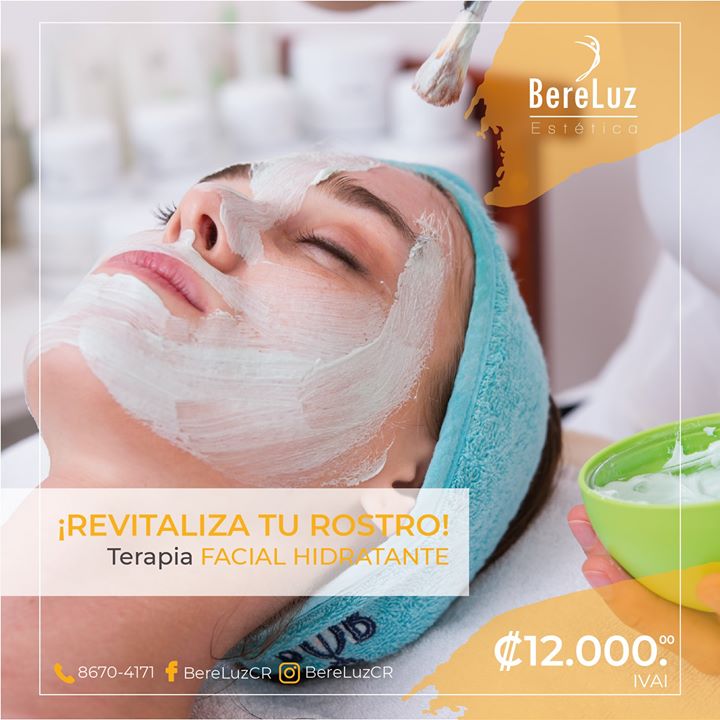 BereLuz
Estética
¡REVITALIZA TU ROSTRO!
Terapia FACIAL HIDRATANTE
8670-4171 BereLuzCR BereLuzCR
₡12.000.00
IVAI